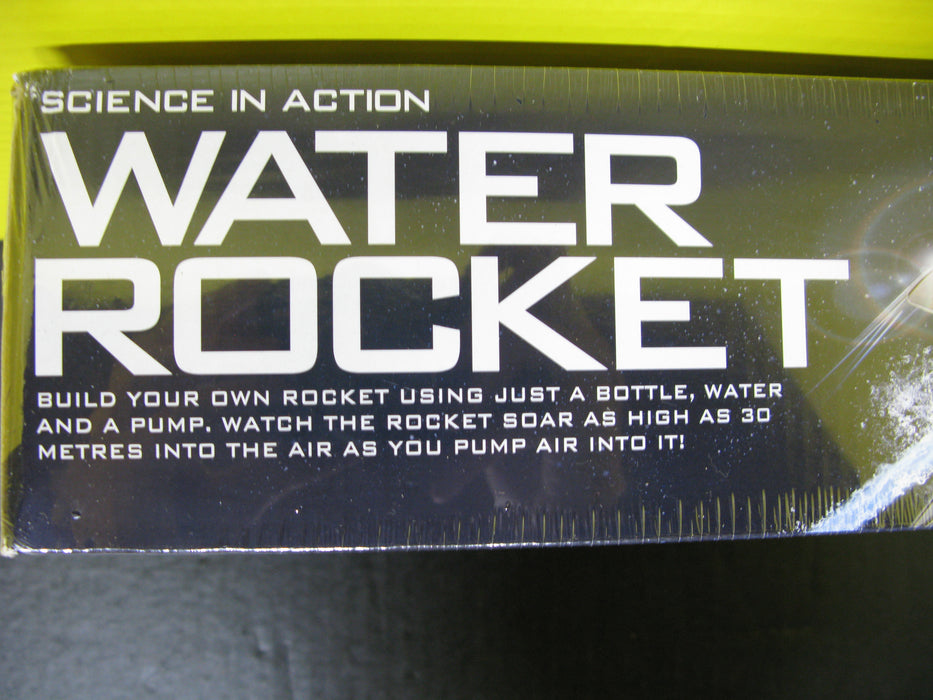 SCIENCE IN ACTION
WATER
ROCKET
BUILD YOUR OWN ROCKET USING JUST A BOTTLE, WATER
AND A PUMP. WATCH THE ROCKET SOAR AS HIGH AS 30
METRES INTO THE AIR AS YOU PUMP AIR INTO IT!